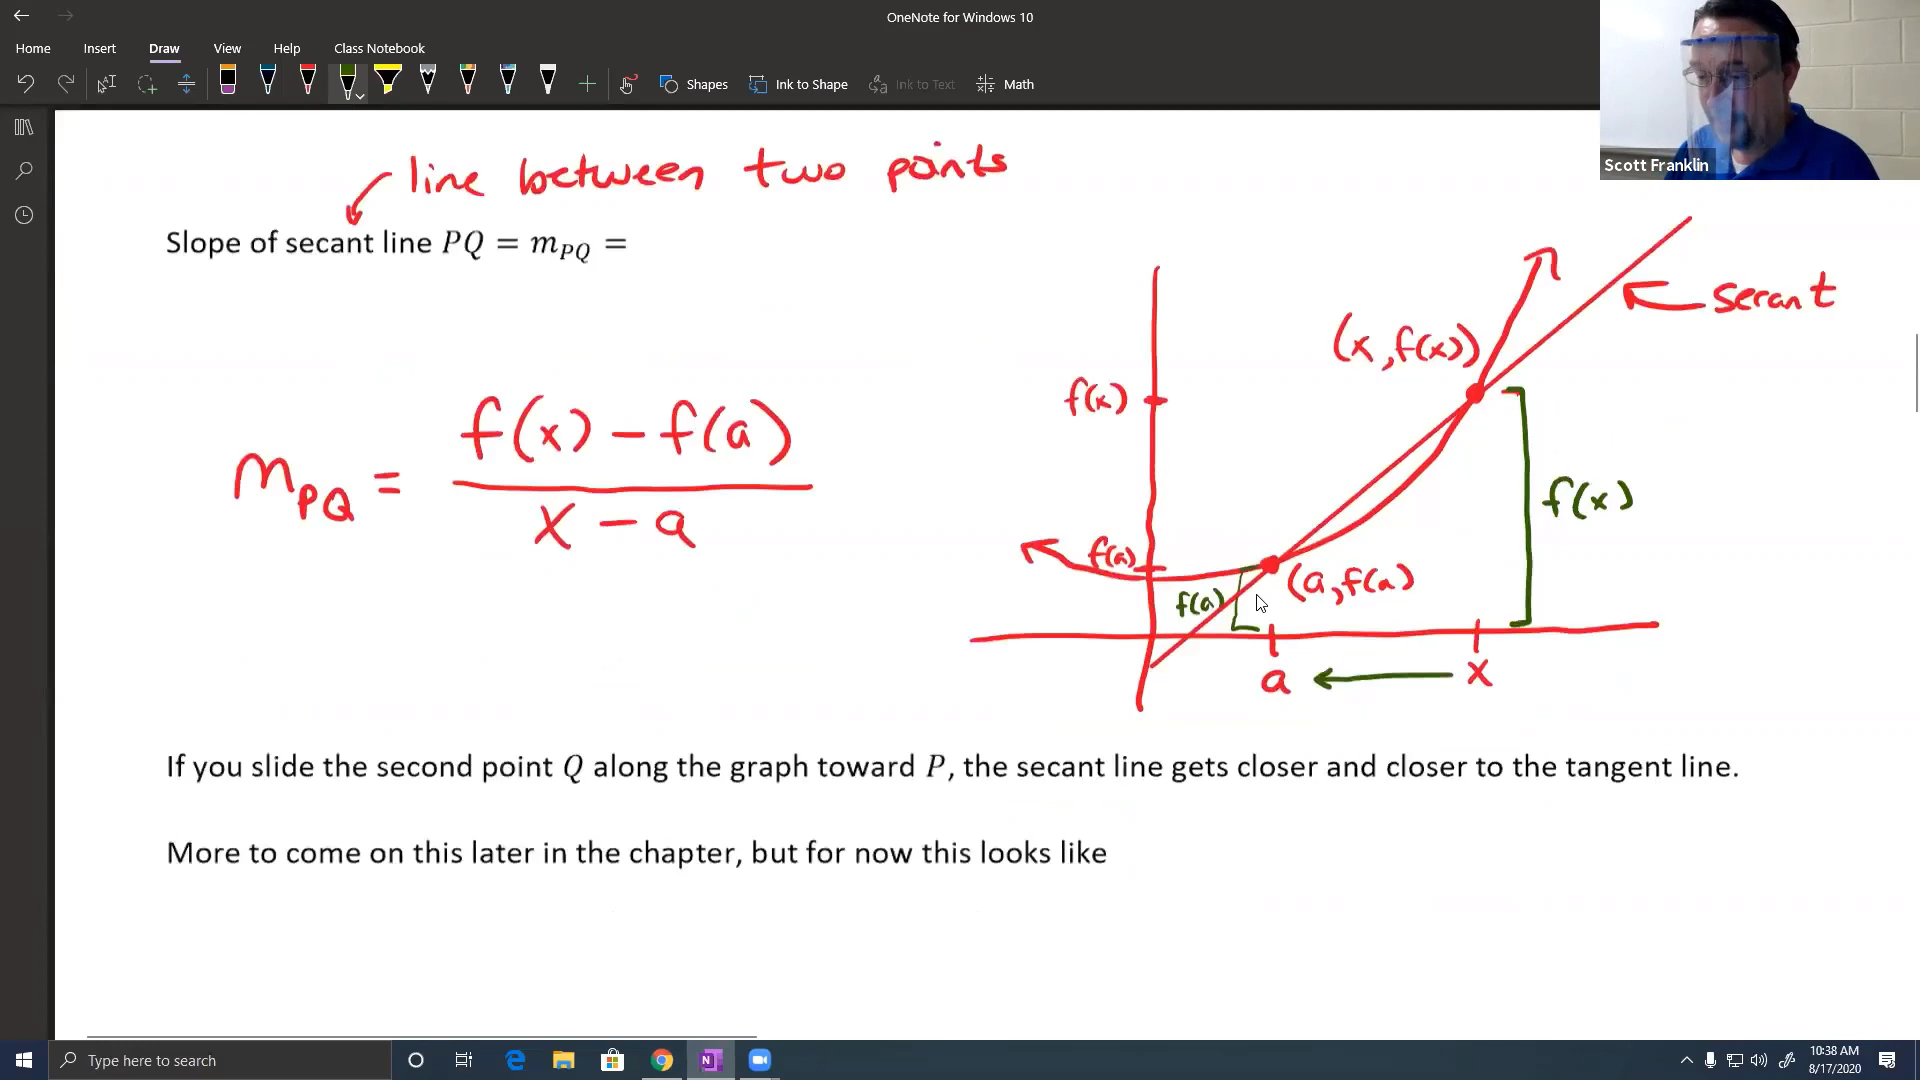 OneNote for Windows 10
Home Insert Draw View Help Class Notebook
Shapes Ink to Shape Ink to Text Math
Scott Franklin
line between two points
Slope of secant line PQ = m_PQ =
secant
(x, f(x))
f(x)
m_PQ = f(x) - f(a) / x - a
f(x)
f(a)
(a, f(a))
f(a)
a x
If you slide the second point Q along the graph toward P, the secant line gets closer and closer to the tangent line.
More to come on this later in the chapter, but for now this looks like
Type here to search
10:38 AM
8/17/2020